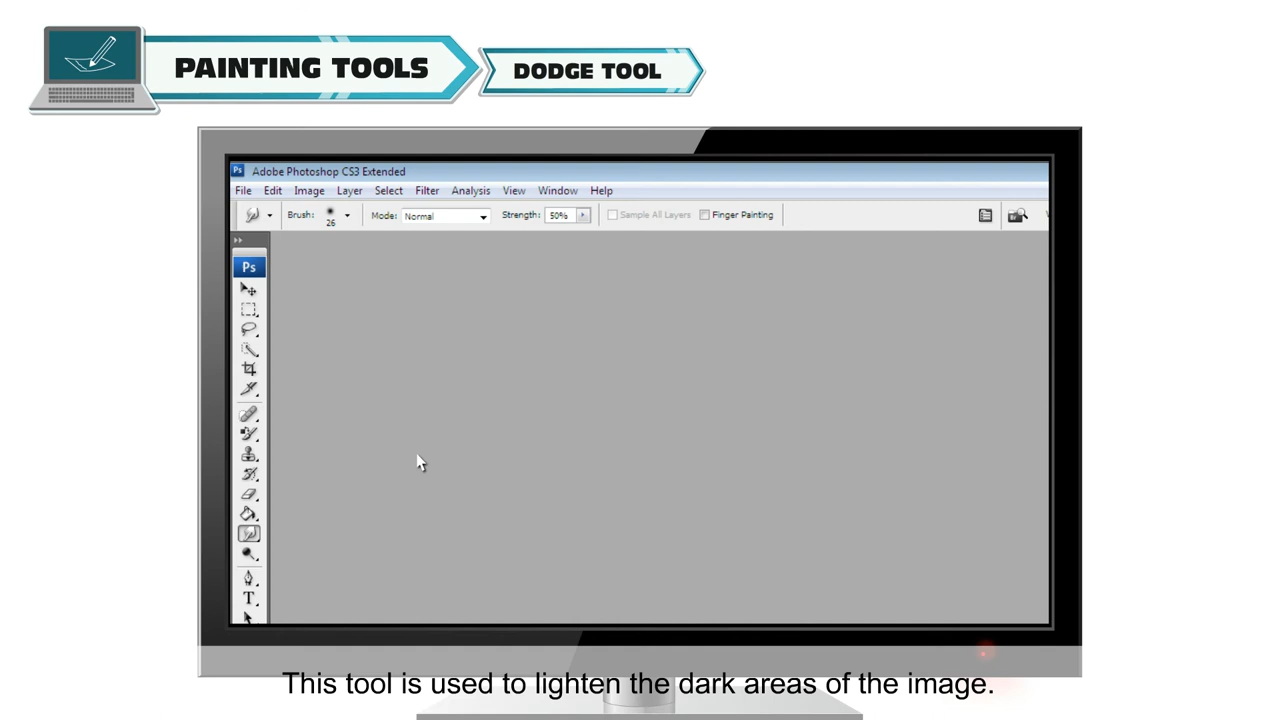 PAINTING TOOLS
DODGE TOOL
Ps Adobe Photoshop CS3 Extended
File Edit Image Layer Select Filter Analysis View Window Help
Brush: 26 Mode: Normal Strength: 50% Sample All Layers Finger Painting
Ps
T
This tool is used to lighten the dark areas of the image.